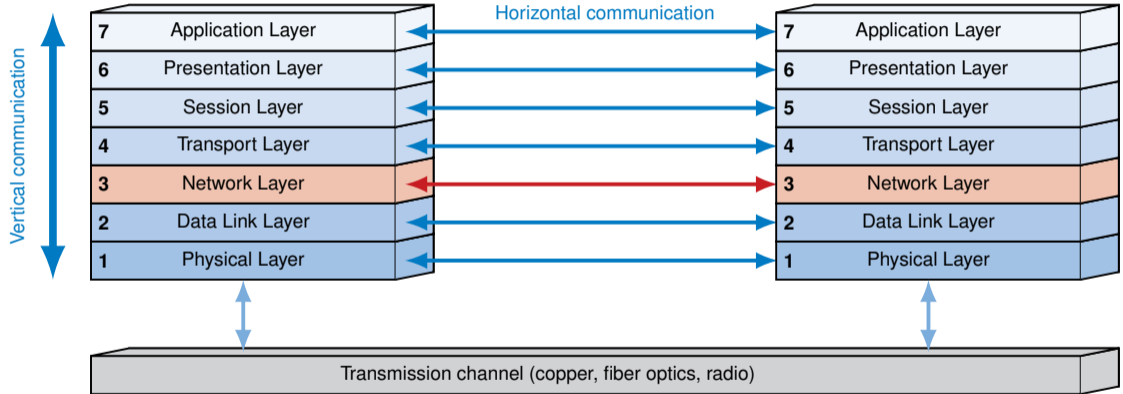 Horizontal communication
Vertical communication
7 Application Layer
6 Presentation Layer
5 Session Layer
4 Transport Layer
3 Network Layer
2 Data Link Layer
1 Physical Layer
7 Application Layer
6 Presentation Layer
5 Session Layer
4 Transport Layer
3 Network Layer
2 Data Link Layer
1 Physical Layer
Transmission channel (copper, fiber optics, radio)